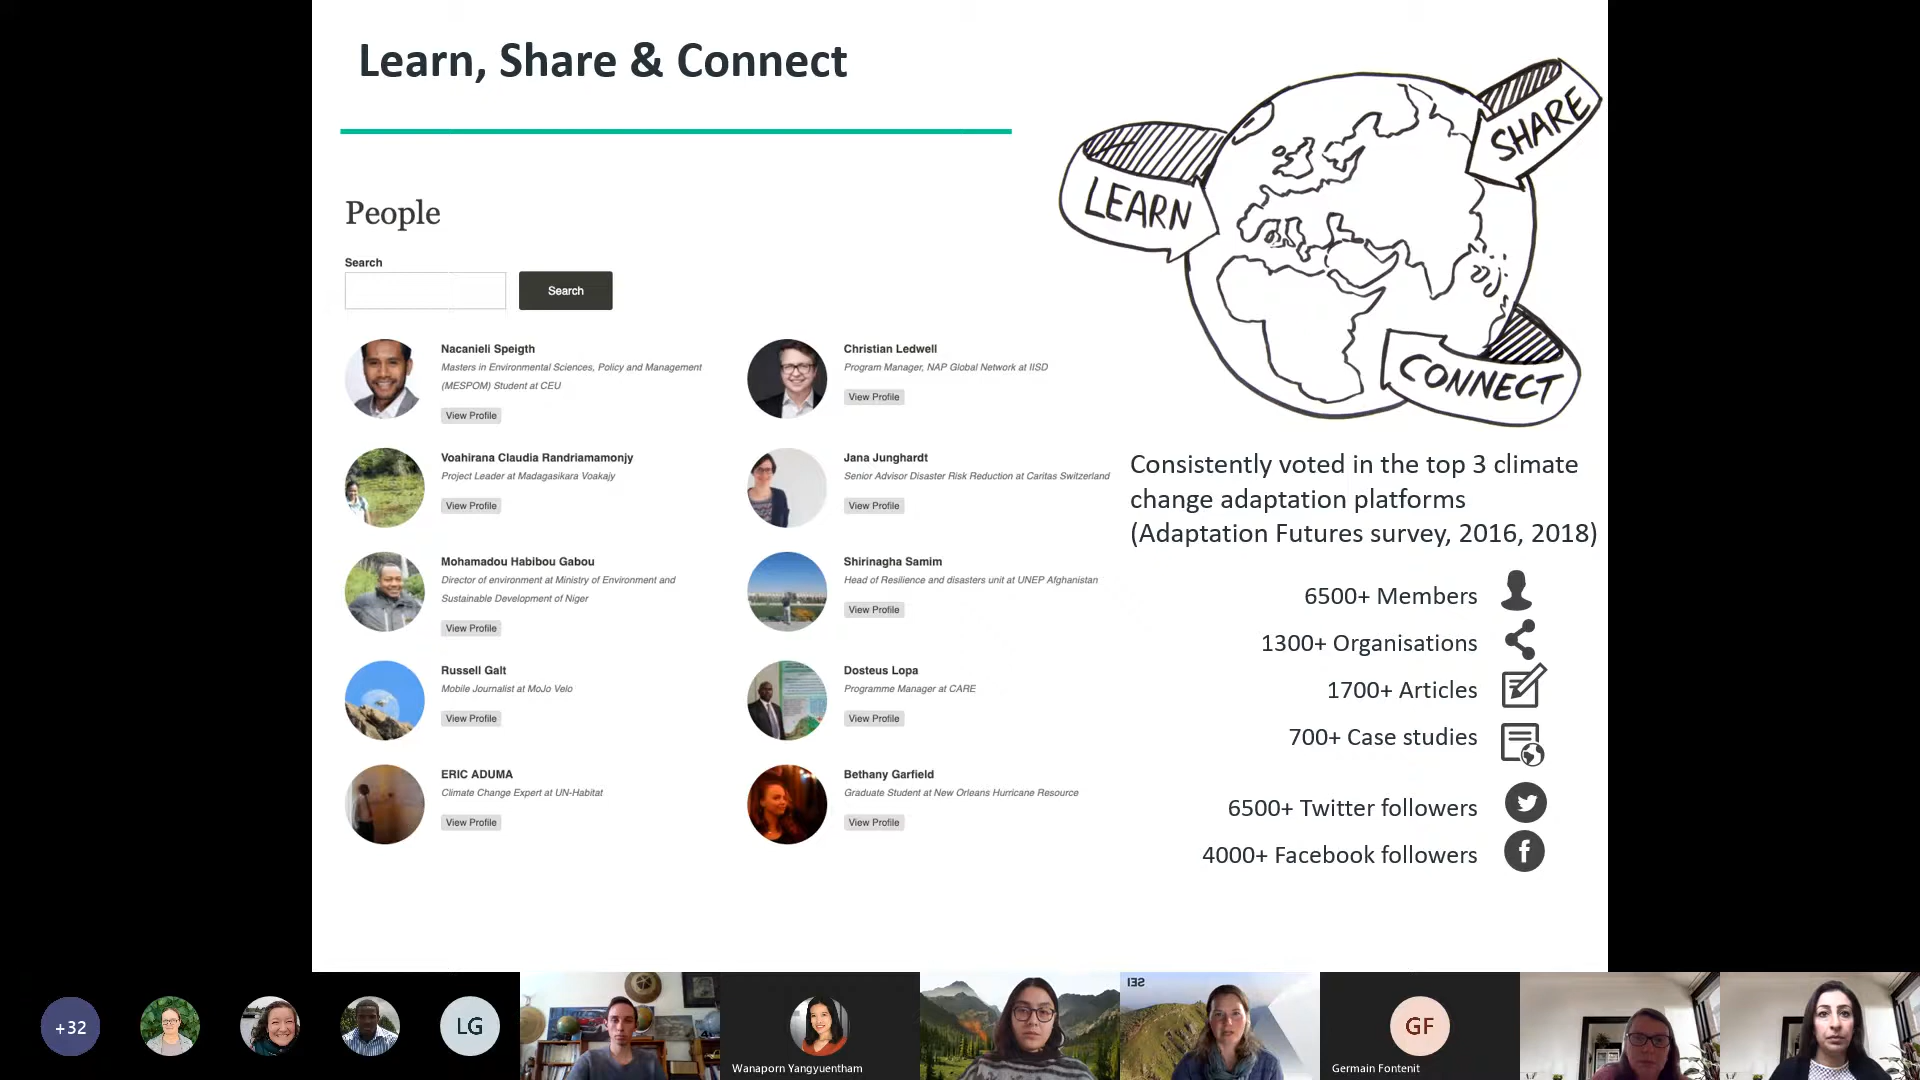 Learn, Share & Connect
LEARN
SHARE
CONNECT
People
Search
Search
Nacanieli Speigth
Masters in Environmental Sciences, Policy and Management
(MESPOM) Student at CEU
View Profile
Christian Ledwell
Program Manager, NAP Global Network at IISD
View Profile
Voahirana Claudia Randriamamonjy
Project Leader at Madagasikara Voakajy
View Profile
Jana Junghardt
Senior Advisor Disaster Risk Reduction at Caritas Switzerland
View Profile
Mohamadou Habibou Gabou
Director of environment at Ministry of Environment and
Sustainable Development of Niger
View Profile
Shirinagha Samim
Head of Resilience and disasters unit at UNEP Afghanistan
View Profile
Russell Galt
Mobile Journalist at MoJo Velo
View Profile
Dosteus Lopa
Programme Manager at CARE
View Profile
ERIC ADUMA
Climate Change Expert at UN-Habitat
View Profile
Bethany Garfield
Graduate Student at New Orleans Hurricane Resource
View Profile
Consistently voted in the top 3 climate
change adaptation platforms
(Adaptation Futures survey, 2016, 2018)
6500+ Members
1300+ Organisations
1700+ Articles
700+ Case studies
6500+ Twitter followers
4000+ Facebook followers
+32
LG
Wanaporn Yangyuentham
SEI
GF
Germain Fontenit